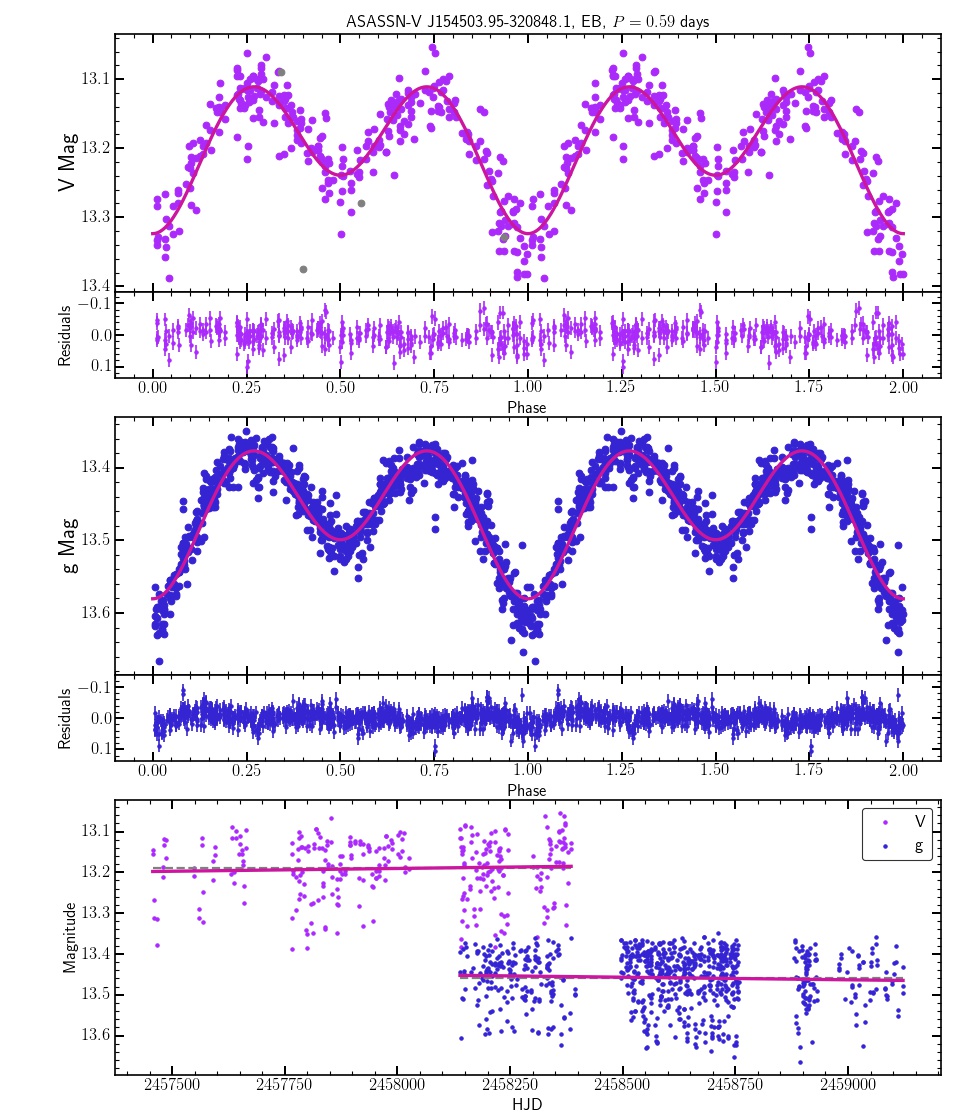 ASASSN-V J154503.95-320848.1, EB, P = 0.59 days
V Mag
13.1
13.2
13.3
13.4
Residuals
−0.1
0.0
0.1
0.00 0.25 0.50 0.75 1.00 1.25 1.50 1.75 2.00
Phase
g Mag
13.4
13.5
13.6
Residuals
−0.1
0.0
0.1
0.00 0.25 0.50 0.75 1.00 1.25 1.50 1.75 2.00
Phase
Magnitude
13.1
13.2
13.3
13.4
13.5
13.6
V
g
2457500 2457750 2458000 2458250 2458500 2458750 2459000
HJD